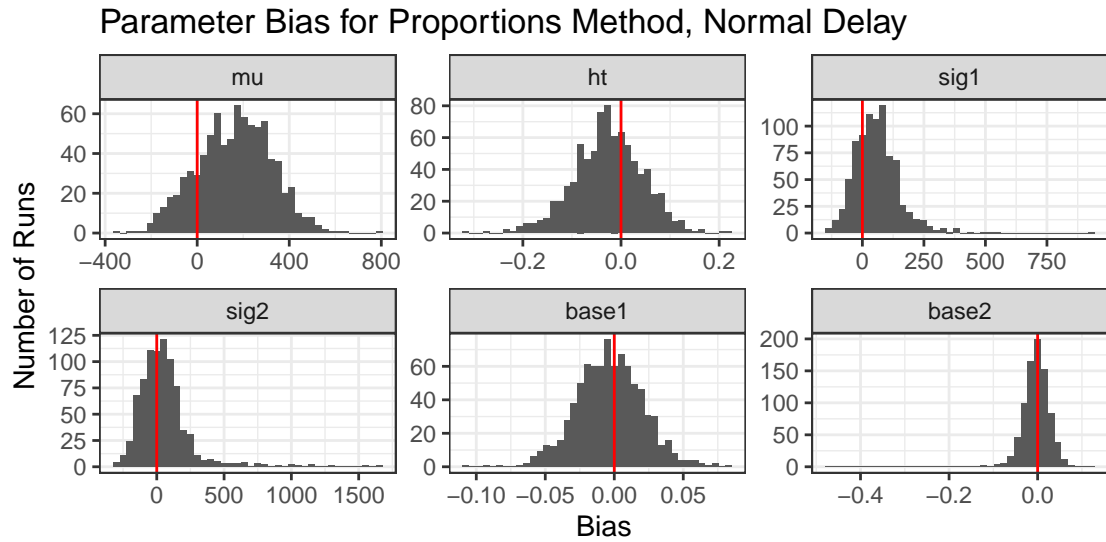 Parameter Bias for Proportions Method, Normal Delay
mu
ht
sig1
60
40
20
0
−400 0 400 800
80
60
40
20
0
−0.2 0.0 0.2
100
75
50
25
0
0 250 500 750
Number of Runs
sig2
base1
base2
125
100
75
50
25
0
0 500 1000 1500
60
40
20
0
−0.10 −0.05 0.00 0.05
200
150
100
50
0
−0.4 −0.2 0.0
Bias